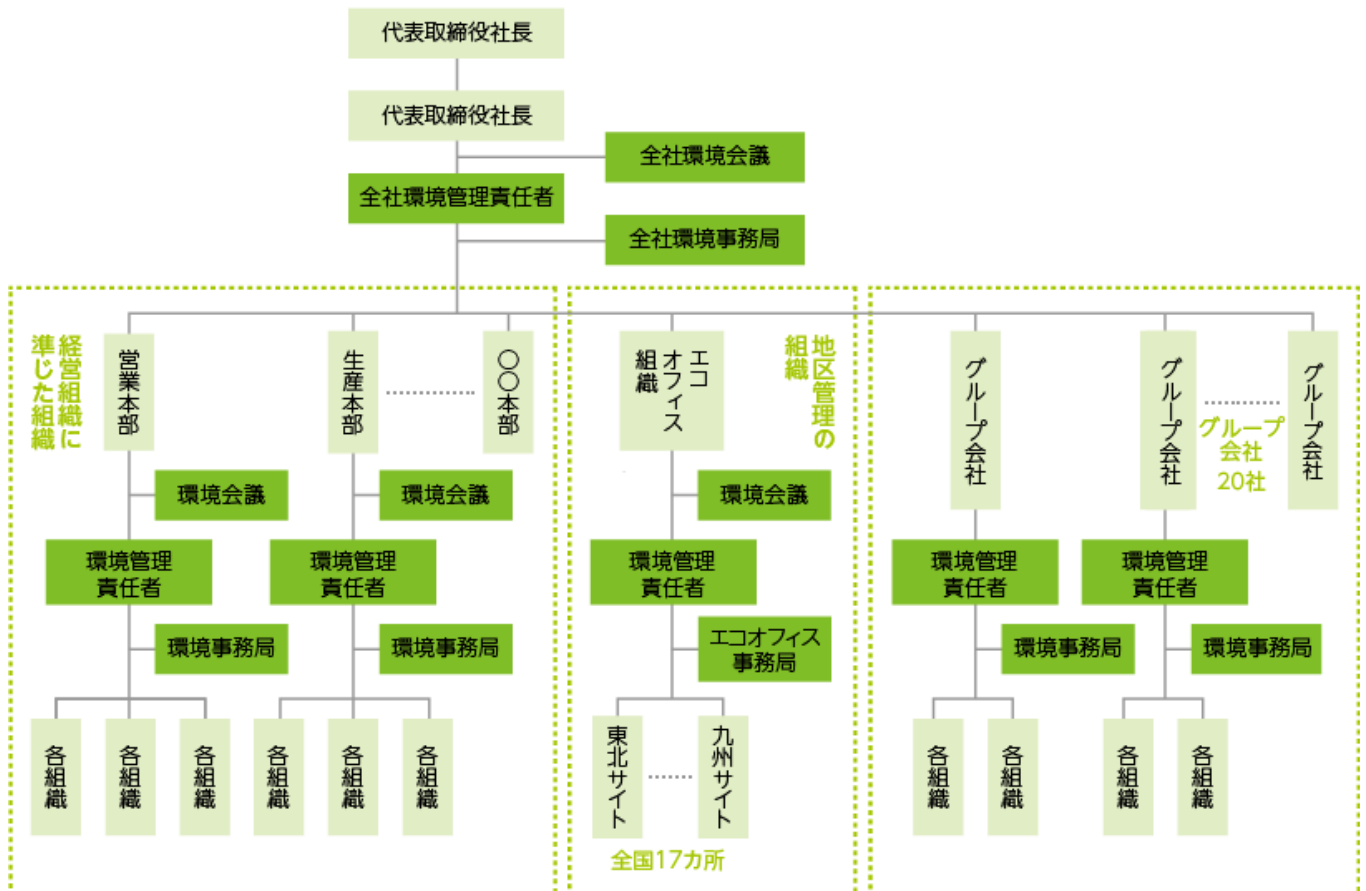 代表取締役社長
代表取締役社長
全社環境会議
全社環境管理責任者
全社環境事務局
経営組織に
準じた組織
営業本部
環境会議
環境管理
責任者
環境事務局
各組織
各組織
各組織
生産本部
環境会議
環境管理
責任者
環境事務局
各組織
各組織
各組織
〇〇本部
地区管理の
組織
エコ
オフィス
組織
環境会議
環境管理
責任者
エコオフィス
事務局
東北サイト
九州サイト
全国17カ所
グループ会社
環境管理
責任者
環境事務局
各組織
各組織
グループ会社
環境管理
責任者
環境事務局
各組織
各組織
グループ
会社
20社
グループ会社